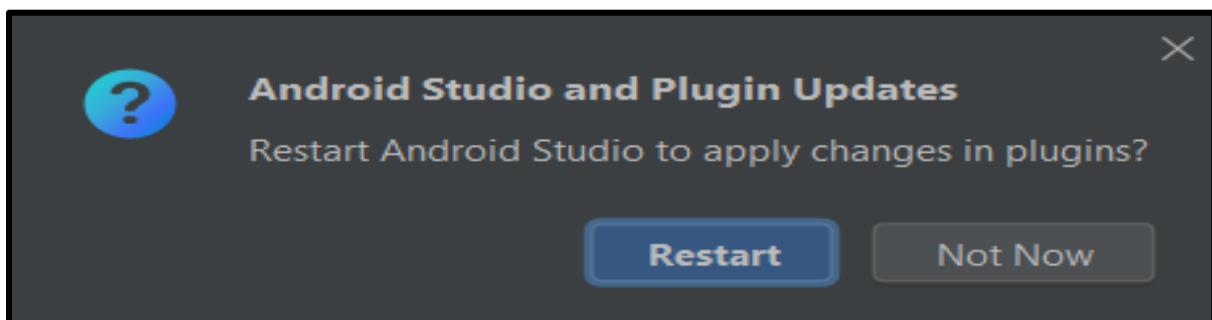 Android Studio and Plugin Updates
Restart Android Studio to apply changes in plugins?
Restart Not Now